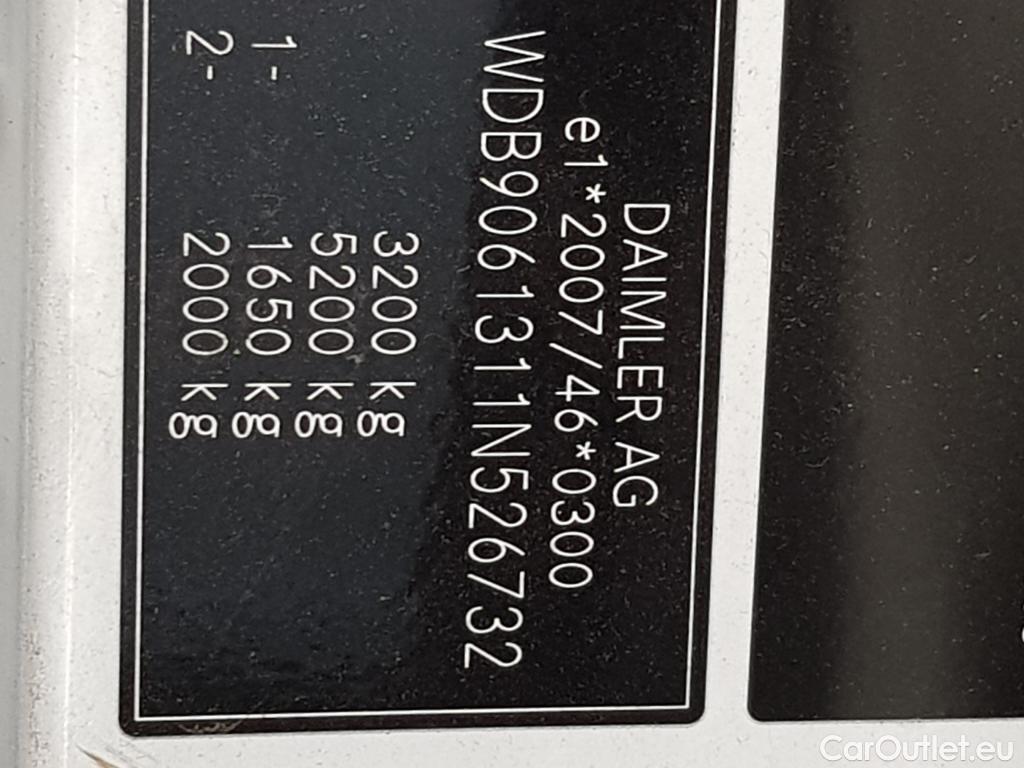 DAIMLER AG
e1*2007/46*0300
WDB9061311N526732
3200 kg
5200 kg
1- 1650 kg
2- 2000 kg
CarOutlet.eu